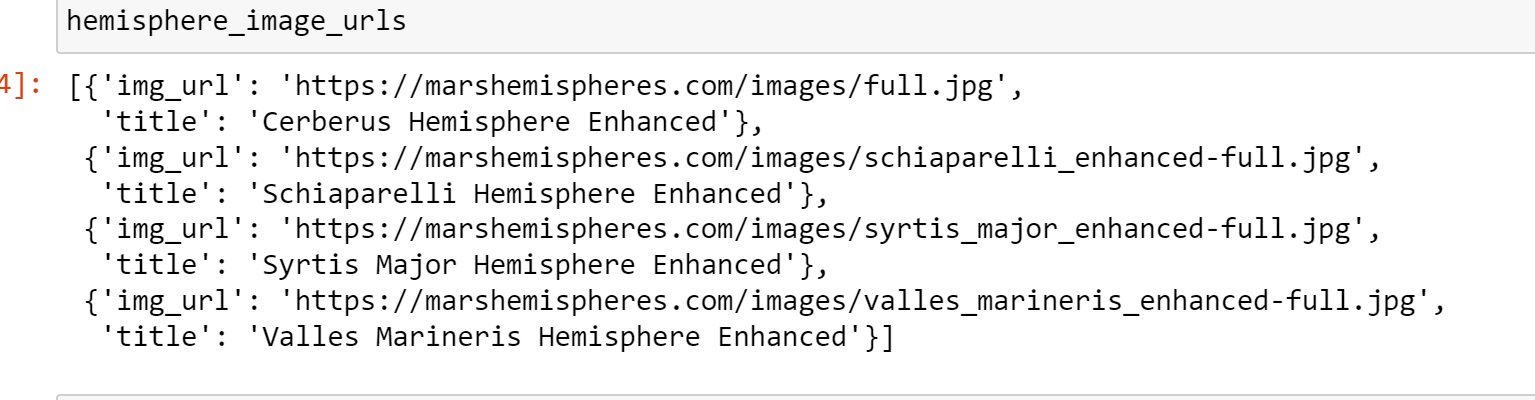 hemisphere_image_urls
4]: [{'img_url': 'https://marshemispheres.com/images/full.jpg',
'title': 'Cerberus Hemisphere Enhanced'},
{'img_url': 'https://marshemispheres.com/images/schiaparelli_enhanced-full.jpg',
'title': 'Schiaparelli Hemisphere Enhanced'},
{'img_url': 'https://marshemispheres.com/images/syrtis_major_enhanced-full.jpg',
'title': 'Syrtis Major Hemisphere Enhanced'},
{'img_url': 'https://marshemispheres.com/images/valles_marineris_enhanced-full.jpg',
'title': 'Valles Marineris Hemisphere Enhanced'}]